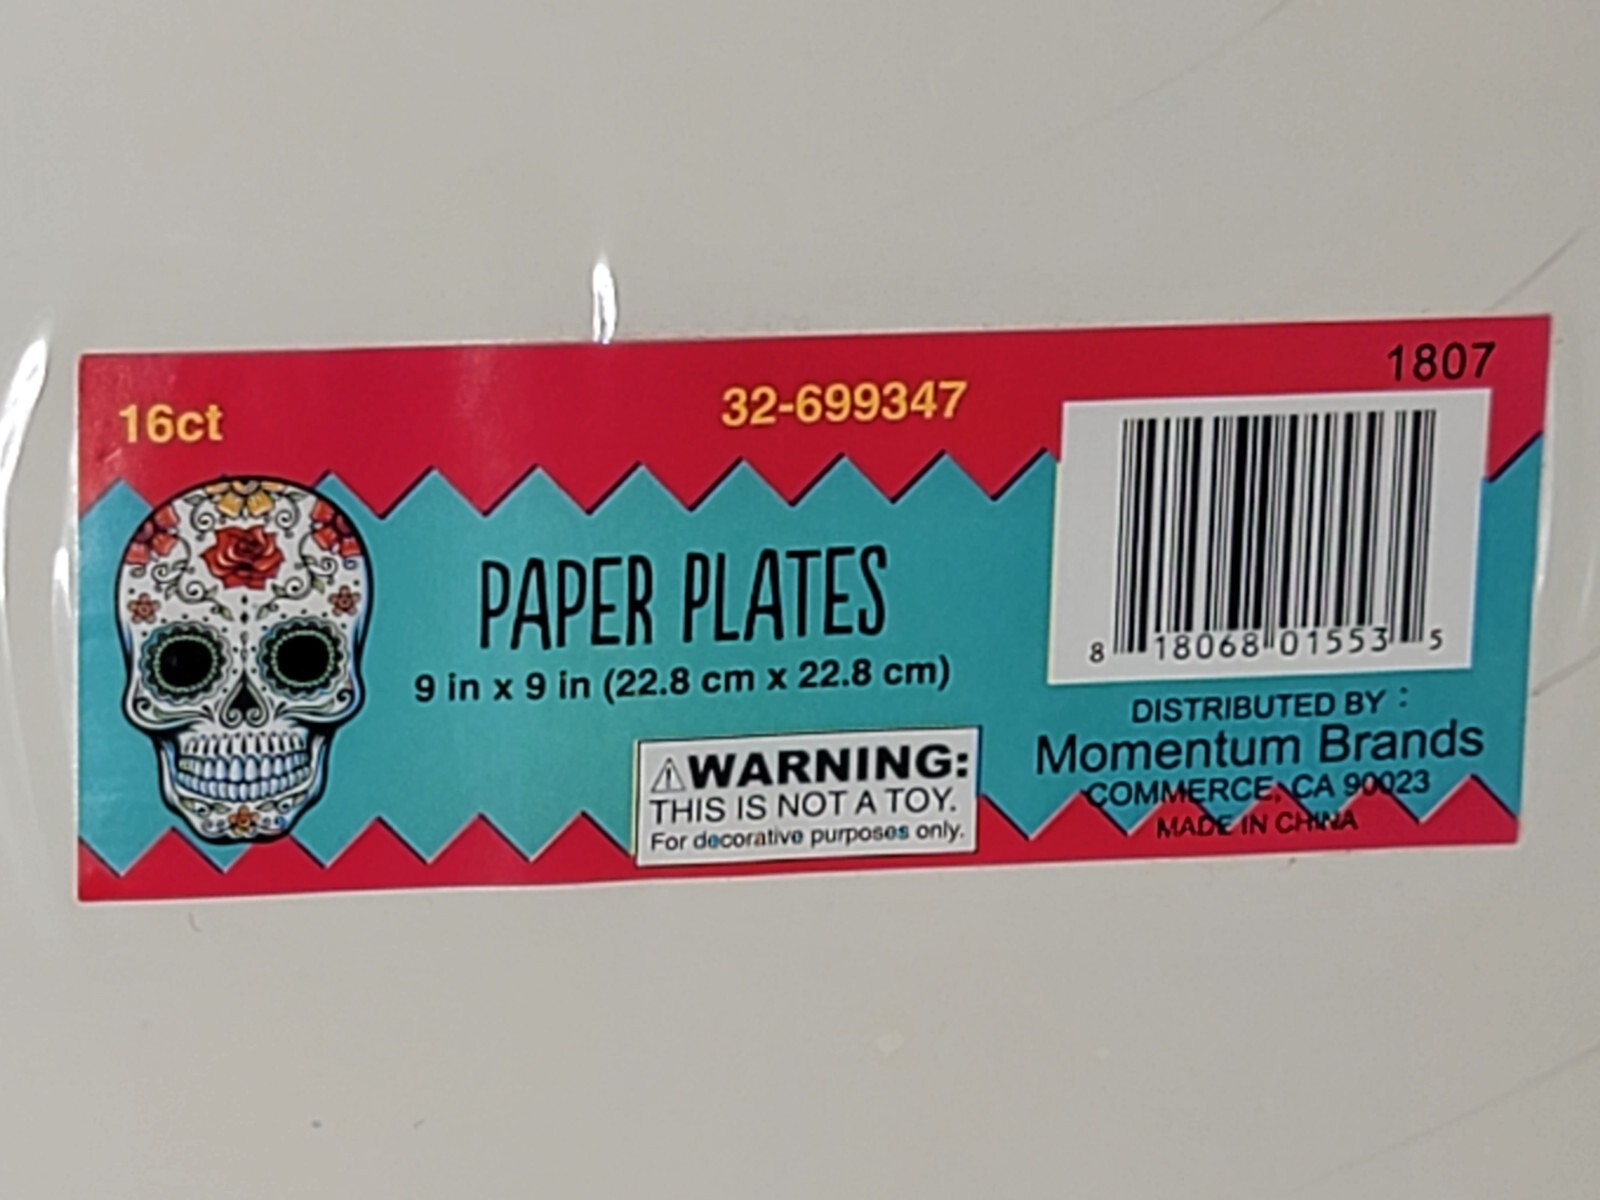 1807
16ct
32-699347
PAPER PLATES
9 in x 9 in (22.8 cm x 22.8 cm)
⚠WARNING:
THIS IS NOT A TOY.
For decorative purposes only.
8 18068 01553 5
DISTRIBUTED BY :
Momentum Brands
COMMERCE, CA 90023
MADE IN CHINA